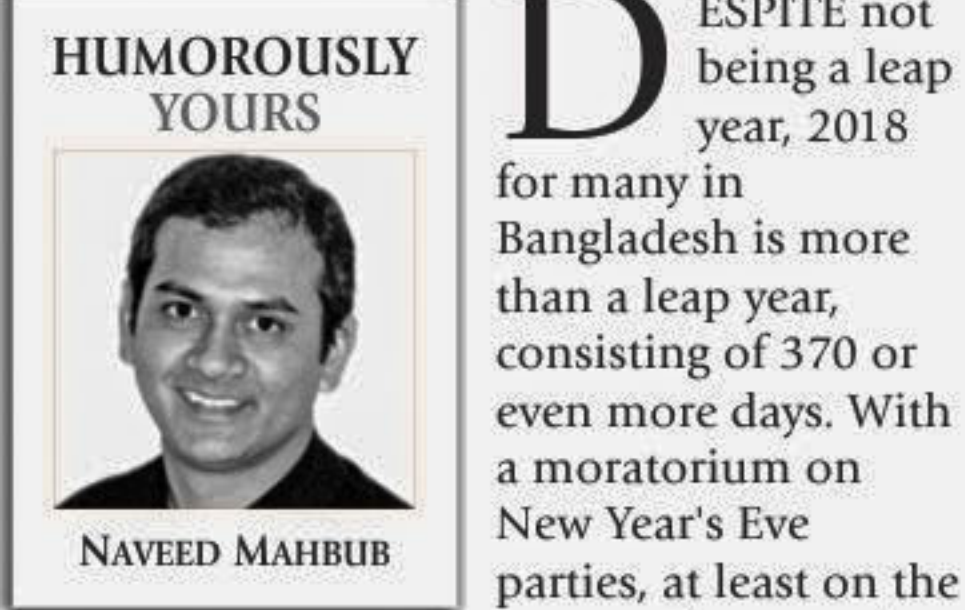 HUMOROUSLY
YOURS
NAVEED MAHBUB
DESPITE not
being a leap
year, 2018
for many in
Bangladesh is more
than a leap year,
consisting of 370 or
even more days. With
a moratorium on
New Year's Eve
parties, at least on the